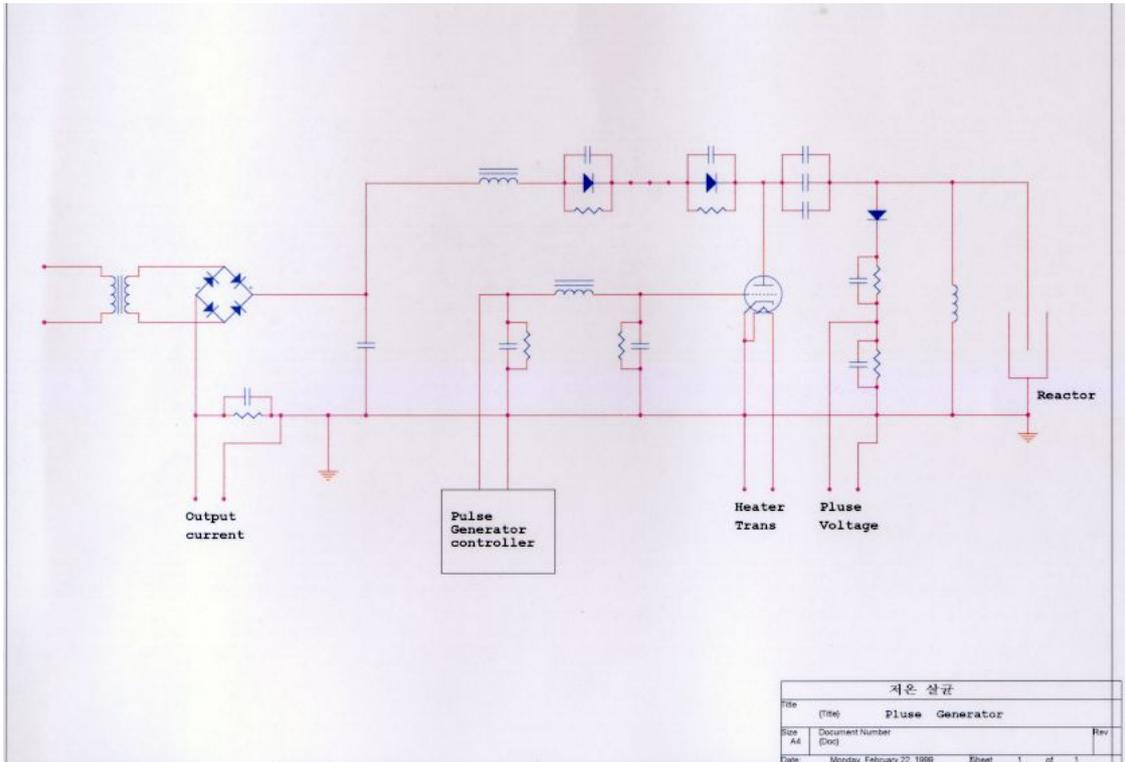 Reactor
Output
current
Pulse
Generator
controller
Heater
Trans
Pluse
Voltage
저온 살균
Title
(Title)
Pluse Generator
Size
A4
Document Number
(Doc)
Rev
Date:
Monday, February 22, 1999
Sheet 1 of 1